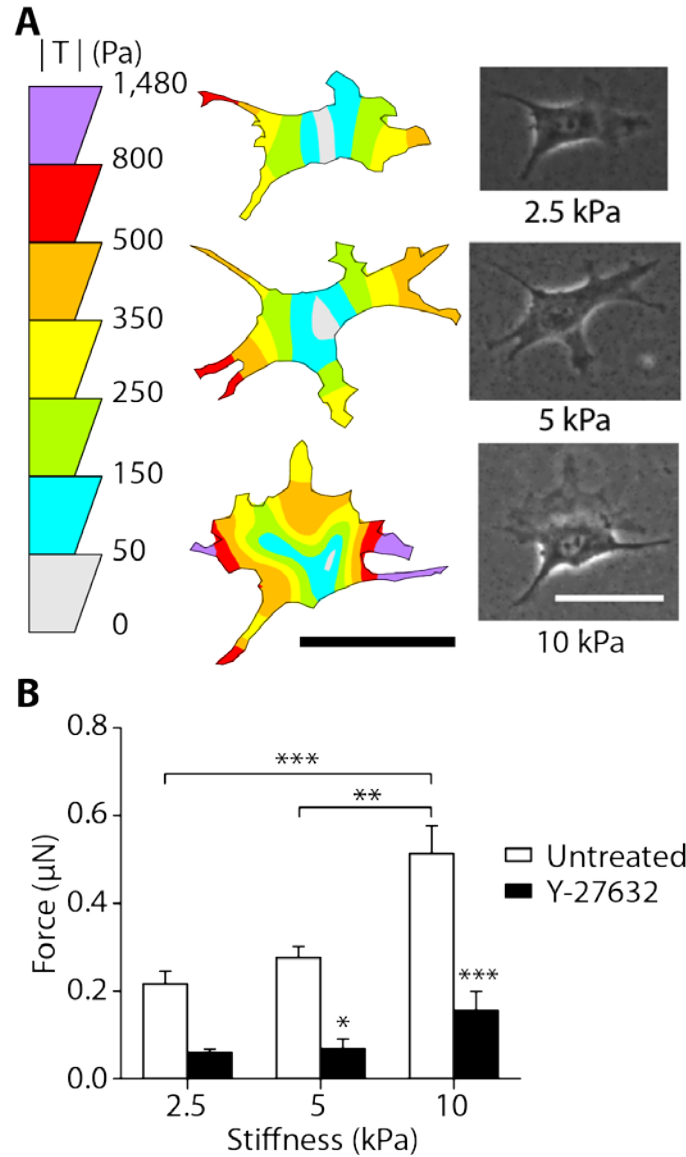 A
|T| (Pa)
1,480
800
500
350
250
150
50
0
2.5 kPa
5 kPa
10 kPa
B
0.8
0.6
0.4
0.2
0.0
Force (μN)
***
**
*
***
Untreated
Y-27632
2.5 5 10
Stiffness (kPa)